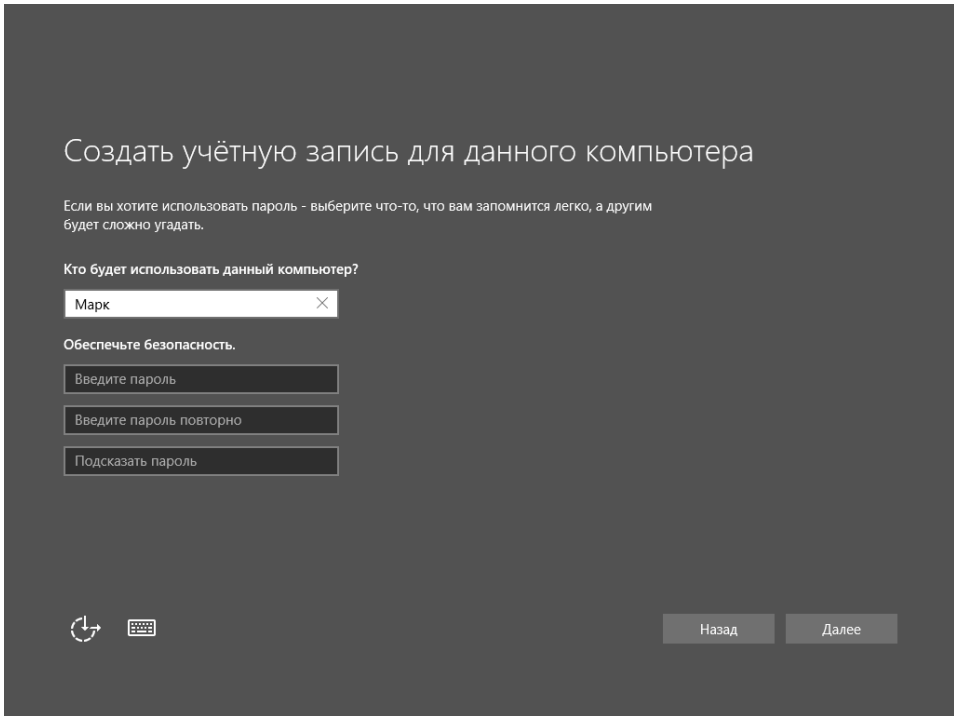 Создать учётную запись для данного компьютера
Если вы хотите использовать пароль - выберите что-то, что вам запомнится легко, а другим
будет сложно угадать.
Кто будет использовать данный компьютер?
Марк
Обеспечьте безопасность.
Введите пароль
Введите пароль повторно
Подсказать пароль
Назад
Далее